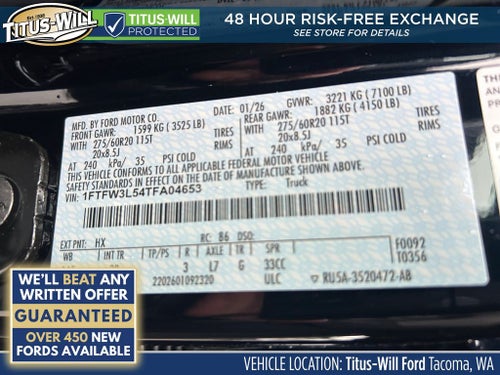 SINCE 1938
TITUS-WILL
TITUS-WILL
PROTECTED
48 HOUR RISK-FREE EXCHANGE
SEE STORE FOR DETAILS
MFD. BY FORD MOTOR CO.
01/26 GVWR: 3221 KG ( 7100 LB)
FRONT GAWR: 1599 KG ( 3525 LB) REAR GAWR: 1882 KG ( 4150 LB)
275/60R20 115T TIRES 275/60R20 115T TIRES
20x8.5J RIMS 20x8.5J RIMS
AT 240 kPa/ 35 PSI COLD AT 240 kPa/ 35 PSI COLD
THIS VEHICLE CONFORMS TO ALL APPLICABLE FEDERAL MOTOR VEHICLE
SAFETY STANDARDS IN EFFECT ON THE DATE OF MANUFACTURE SHOWN ABOVE.
VIN: 1FTFW3L54TFA04653 TYPE: Truck
EXT PNT: HX RC: 86 DSO: F0092
WB INT TR TP/PS R AXLE TR SPR T0356
3 L7 G 33CC
2202601092320 ULC RU5A-3520472-AB
WE'LL BEAT ANY
WRITTEN OFFER
GUARANTEED
OVER 450 NEW
FORDS AVAILABLE
VEHICLE LOCATION: Titus-Will Ford Tacoma, WA